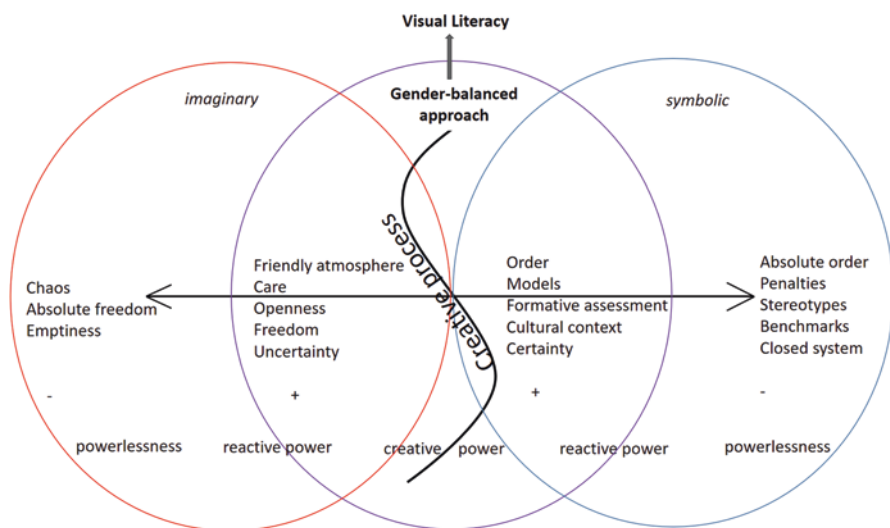 Visual Literacy
Gender-balanced
approach
imaginary
symbolic
Creative process
Chaos
Absolute freedom
Emptiness
-
powerlessness
Friendly atmosphere
Care
Openness
Freedom
Uncertainty
+
reactive power
creative power
Order
Models
Formative assessment
Cultural context
Certainty
+
reactive power
Absolute order
Penalties
Stereotypes
Benchmarks
Closed system
-
powerlessness